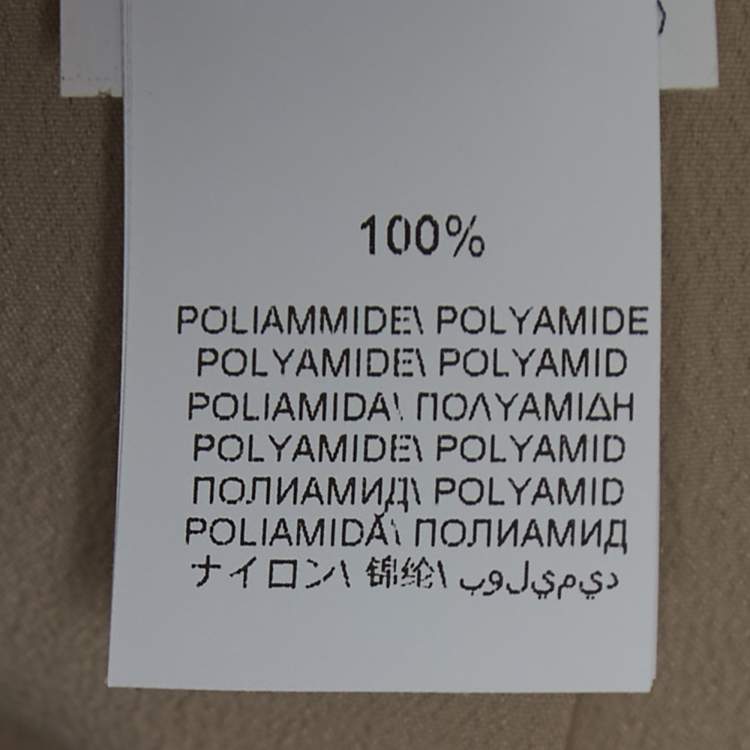 100%
POLIAMMIDE\ POLYAMIDE
POLYAMIDE\ POLYAMID
POLIAMIDA\ ΠΟΛΥΑΜΙΔΗ
POLYAMIDE\ POLYAMID
ПОЛИАМИД\ POLYAMID
POLIAMIDĂ\ ПОЛИАМИД
ナイロン\ 锦纶\ بوليميد